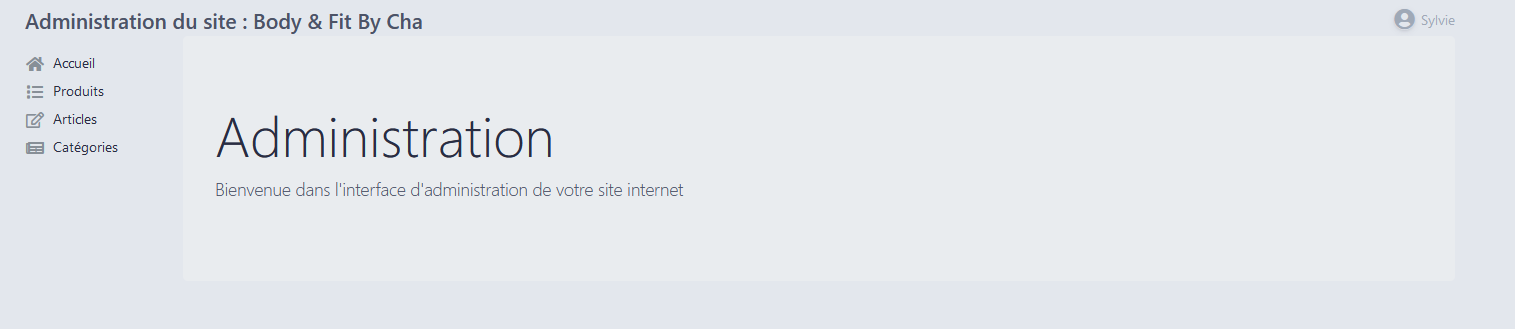 Administration du site : Body & Fit By Cha
Sylvie
Accueil
Produits
Articles
Catégories
Administration
Bienvenue dans l'interface d'administration de votre site internet